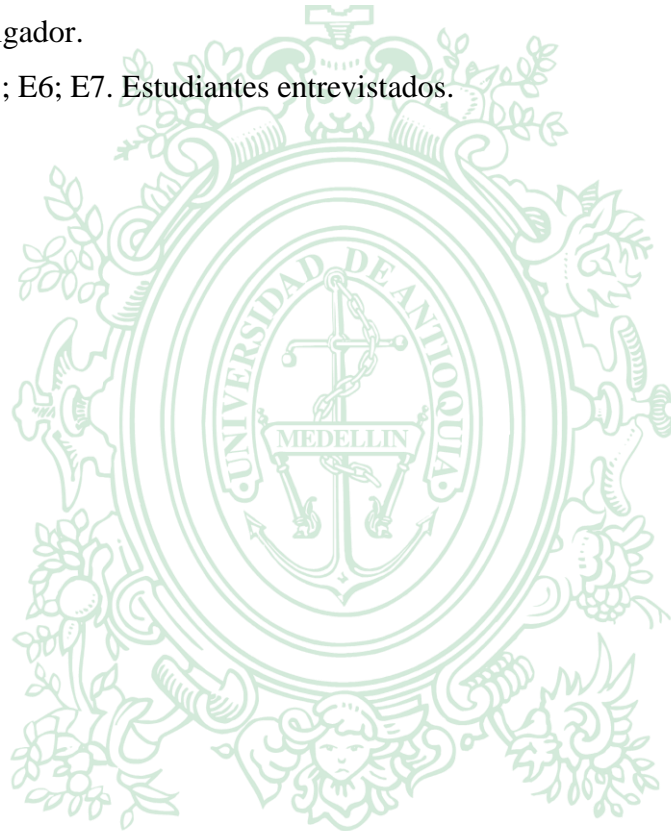 gador.
; E6; E7. Estudiantes entrevistados.
UNIVERSIDAD DE ANTIOQUIA
MEDELLIN